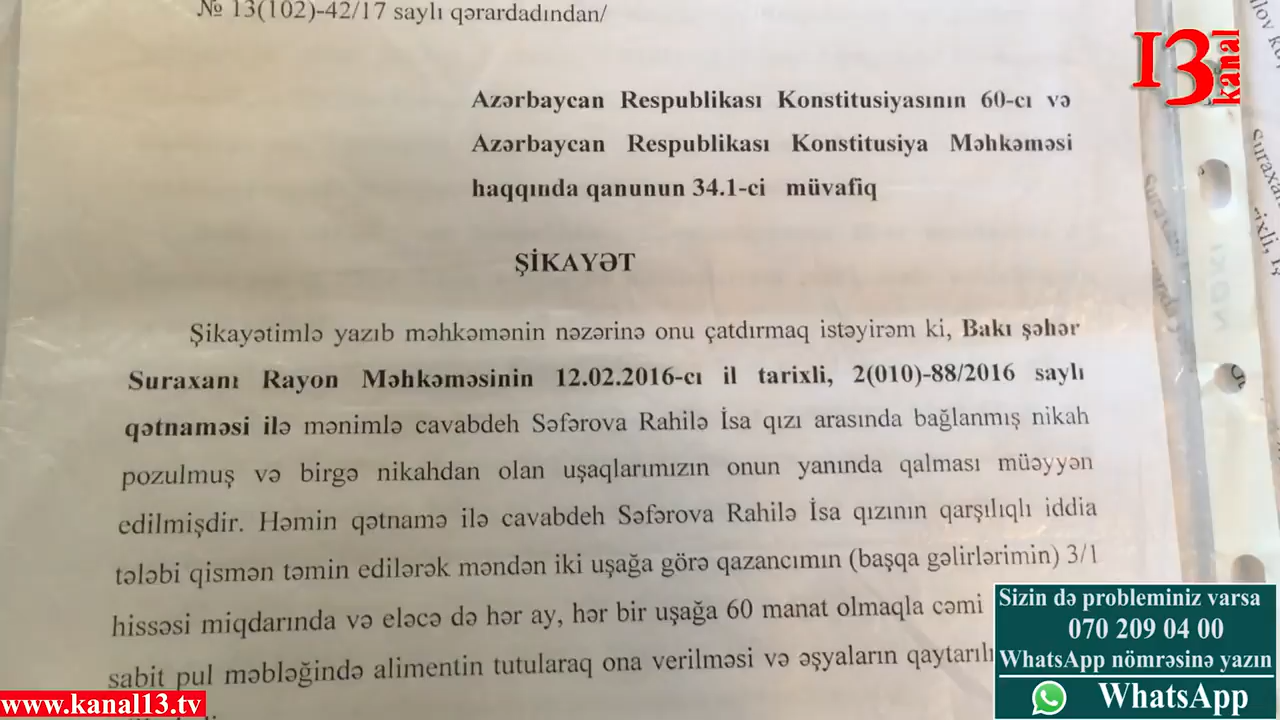 № 13(102)-42/17 saylı qərardadından/
Azərbaycan Respublikası Konstitusiyasının 60-cı və
Azərbaycan Respublikası Konstitusiya Məhkəməsi
haqqında qanunun 34.1-ci müvafiq
ŞİKAYƏT
Şikayətimlə yazıb məhkəmənin nəzərinə onu çatdırmaq istəyirəm ki, Bakı şəhər
Suraxanı Rayon Məhkəməsinin 12.02.2016-cı il tarixli, 2(010)-88/2016 saylı
qətnaməsi ilə mənimlə cavabdeh Səfərova Rahilə İsa qızı arasında bağlanmış nikah
pozulmuş və birgə nikahdan olan uşaqlarımızın onun yanında qalması müəyyən
edilmişdir. Həmin qətnamə ilə cavabdeh Səfərova Rahilə İsa qızının qarşılıqlı iddia
tələbi qismən təmin edilərək məndən iki uşağa görə qazancımın (başqa gəlirlərimin) 3/1
hissəsi miqdarında və eləcə də hər ay, hər bir uşağa 60 manat olmaqla cəmi
sabit pul məbləğində alimentin tutularaq ona verilməsi və əşyaların
13 kanal
Sizin də probleminiz varsa
070 209 04 00
WhatsApp nömrəsinə yazın
WhatsApp
www.kanal13.tv